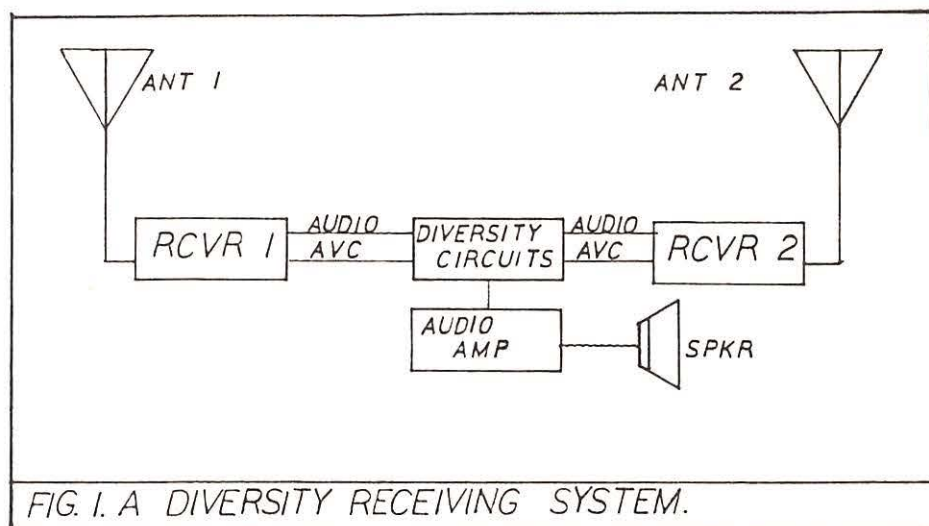 ANT 1
ANT 2
RCVR 1
AUDIO
AVC
DIVERSITY
CIRCUITS
AUDIO
AVC
RCVR 2
AUDIO
AMP
SPKR
FIG. 1. A DIVERSITY RECEIVING SYSTEM.